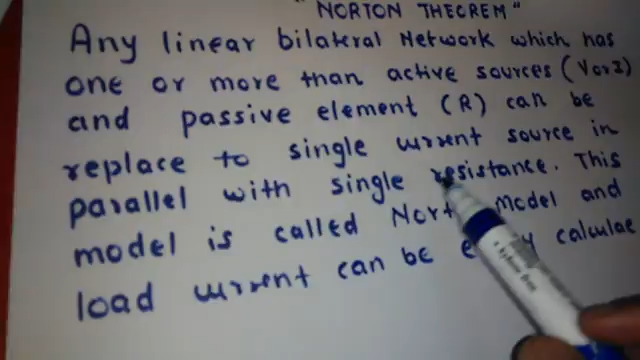 "NORTON THEOREM"
Any linear bilateral Network which has
one or more than active sources (V or I)
and passive element (R) can be
replace to single current source in
parallel with single resistance. This
model is called Nort model and
load current can be e y calculae